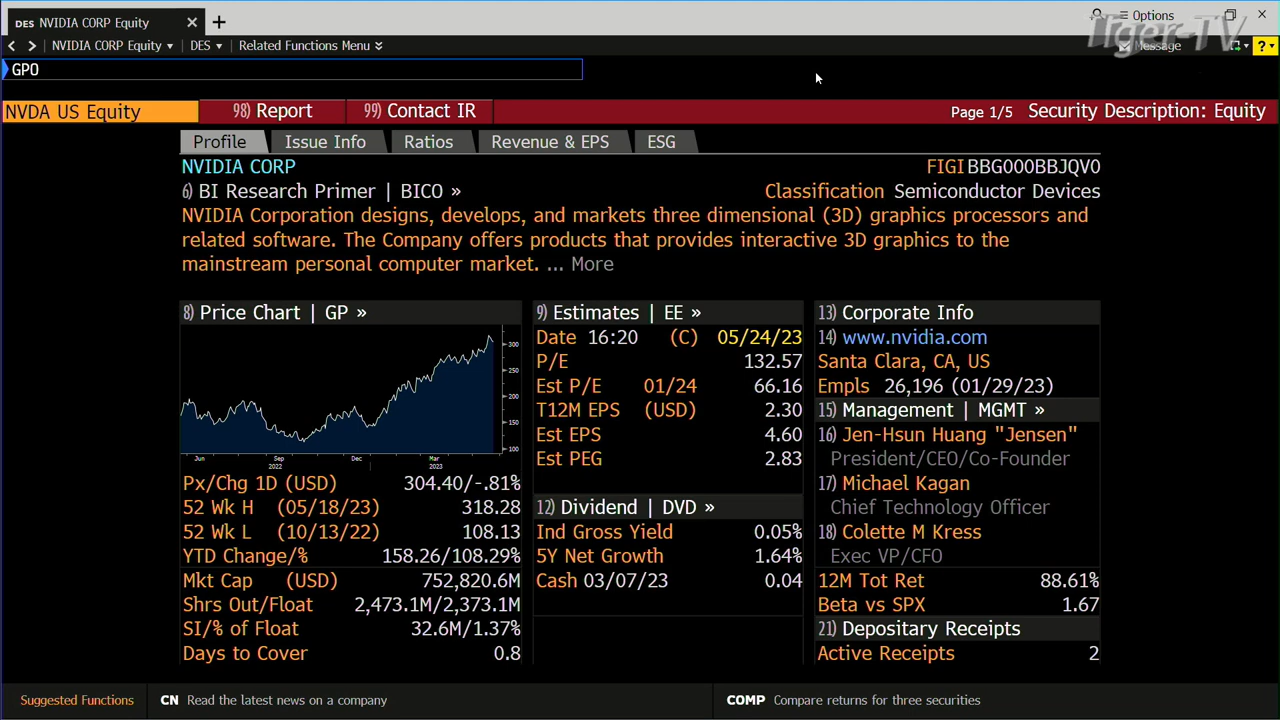 DES NVIDIA CORP Equity
Options
NVIDIA CORP Equity DES Related Functions Menu Message ?
Tiger-TV
GPO
NVDA US Equity 98) Report 99) Contact IR Page 1/5 Security Description: Equity
Profile Issue Info Ratios Revenue & EPS ESG
NVIDIA CORP FIGI BBG000BBJQV0
6) BI Research Primer | BICO » Classification Semiconductor Devices
NVIDIA Corporation designs, develops, and markets three dimensional (3D) graphics processors and
related software. The Company offers products that provides interactive 3D graphics to the
mainstream personal computer market. ... More
8) Price Chart | GP »
300
250
200
150
100
Jun Sep Dec Mar
2022 2023
Px/Chg 1D (USD) 304.40/-.81%
52 Wk H (05/18/23) 318.28
52 Wk L (10/13/22) 108.13
YTD Change/% 158.26/108.29%
Mkt Cap (USD) 752,820.6M
Shrs Out/Float 2,473.1M/2,373.1M
SI/% of Float 32.6M/1.37%
Days to Cover 0.8
9) Estimates | EE »
Date 16:20 (C) 05/24/23
P/E 132.57
Est P/E 01/24 66.16
T12M EPS (USD) 2.30
Est EPS 4.60
Est PEG 2.83
12) Dividend | DVD »
Ind Gross Yield 0.05%
5Y Net Growth 1.64%
Cash 03/07/23 0.04
13) Corporate Info
14) www.nvidia.com
Santa Clara, CA, US
Empls 26,196 (01/29/23)
15) Management | MGMT »
16) Jen-Hsun Huang "Jensen"
President/CEO/Co-Founder
17) Michael Kagan
Chief Technology Officer
18) Colette M Kress
Exec VP/CFO
12M Tot Ret 88.61%
Beta vs SPX 1.67
21) Depositary Receipts
Active Receipts 2
Suggested Functions CN Read the latest news on a company COMP Compare returns for three securities